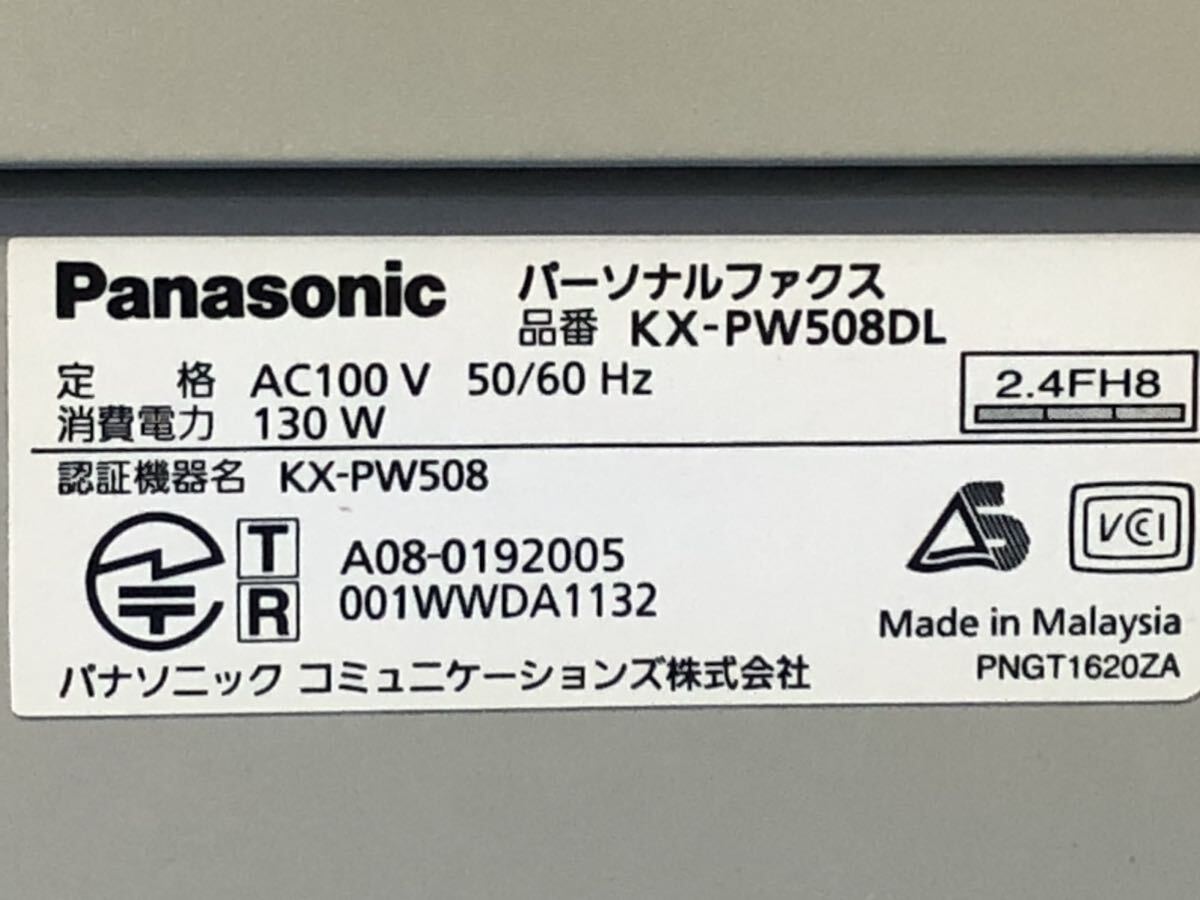 Panasonic パーソナルファクス
品番 KX-PW508DL
定 格 AC100 V 50/60 Hz
消費電力 130 W
2.4FH8
認証機器名 KX-PW508
T A08-0192005
R 001WWDA1132
VCCI
Made in Malaysia
パナソニック コミュニケーションズ株式会社
PNGT1620ZA